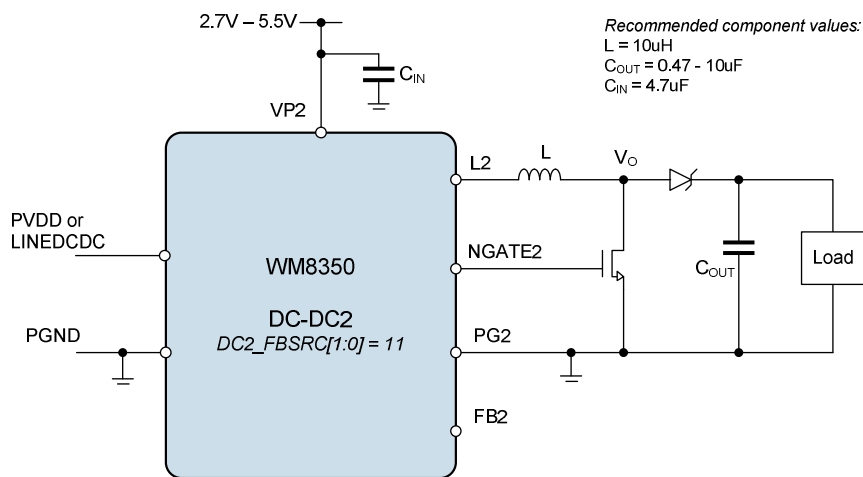 2.7V – 5.5V
Recommended component values:
L = 10uH
COUT = 0.47 - 10uF
CIN = 4.7uF
CIN
VP2
L2
L
VO
PVDD or
LINEDCDC
NGATE2
WM8350
COUT
Load
DC-DC2
DC2_FBSRC[1:0] = 11
PGND
PG2
FB2